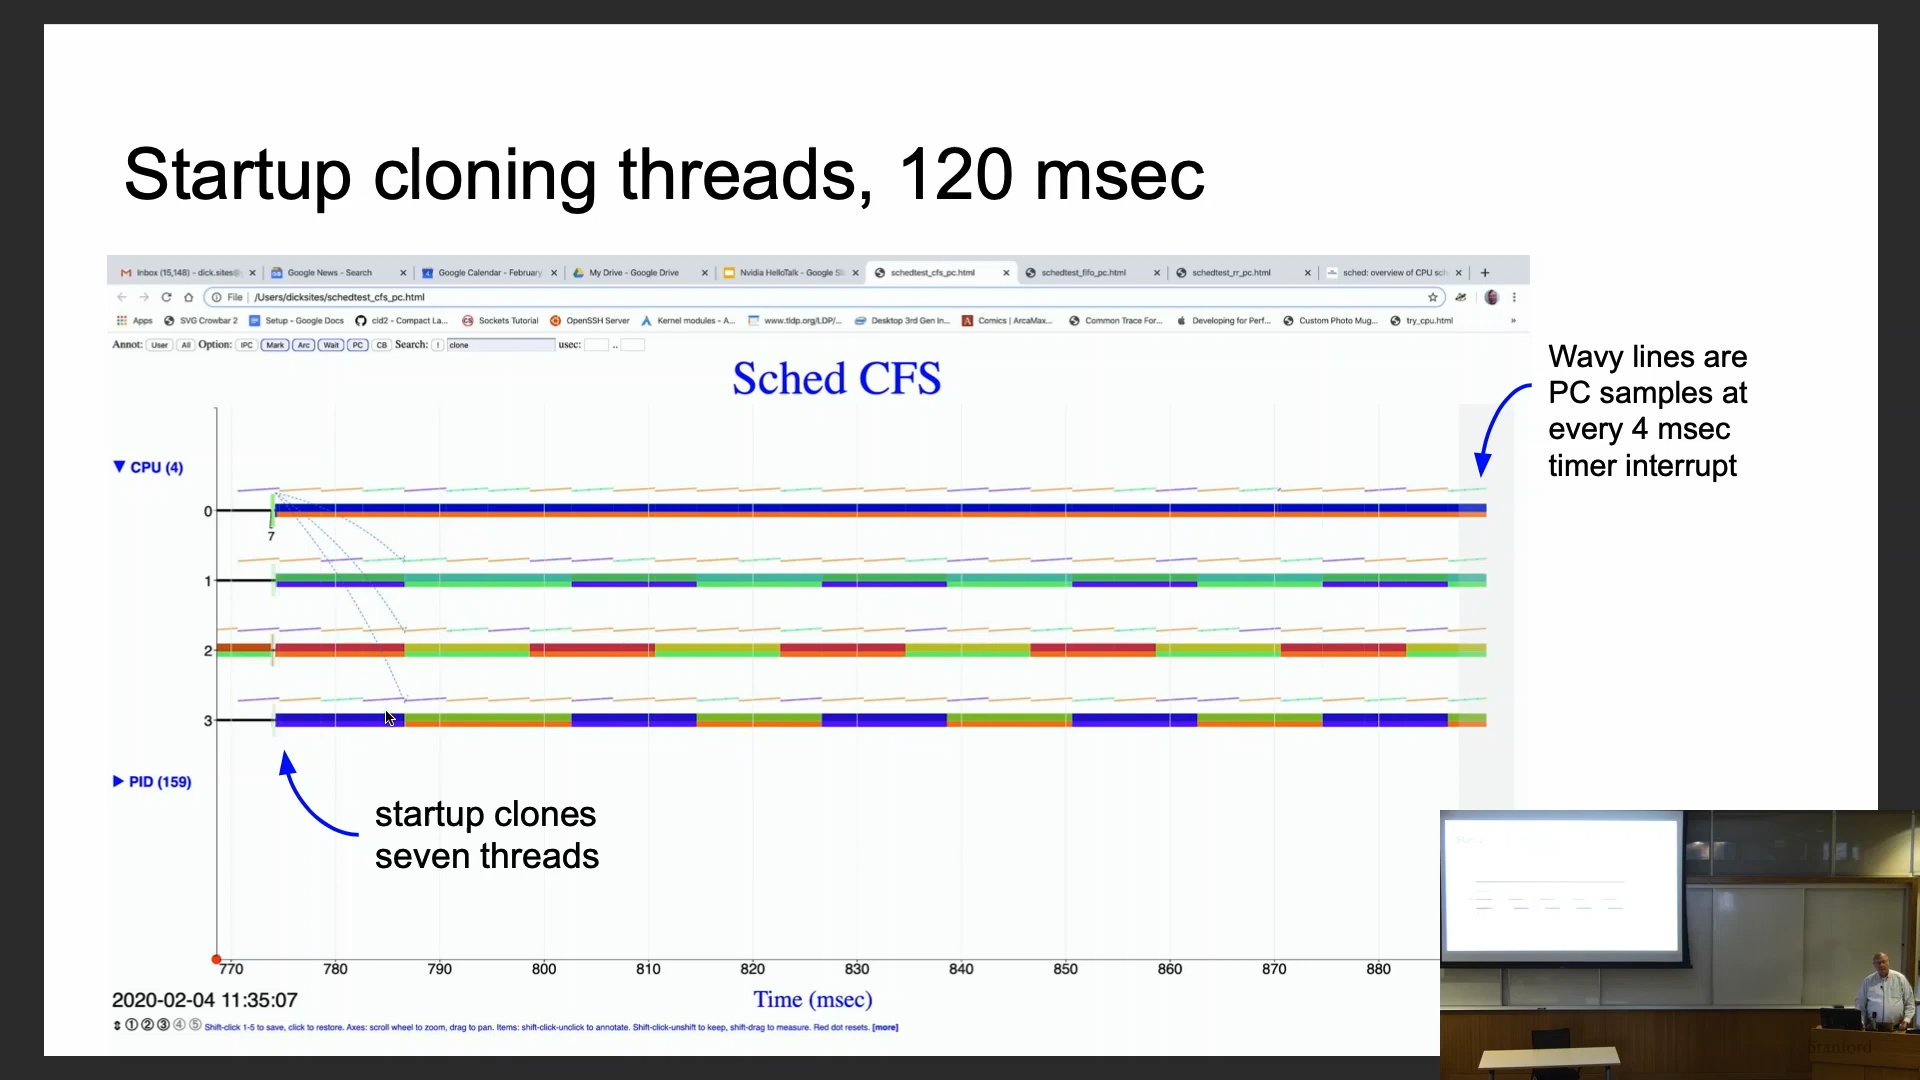 Startup cloning threads, 120 msec
Inbox (15,148) - dick.sites@
Google News - Search
Google Calendar - February
My Drive - Google Drive
Nvidia HelloTalk - Google Sl
schedtest_cfs_pc.html
schedtest_fifo_pc.html
schedtest_rr_pc.html
sched: overview of CPU sch
File
/Users/dicksites/schedtest_cfs_pc.html
Apps
SVG Crowbar 2
Setup - Google Docs
cld2 - Compact La...
Sockets Tutorial
OpenSSH Server
Kernel modules - A...
www.tldp.org/LDP/...
Desktop 3rd Gen In...
Comics | ArcaMax...
Common Trace For...
Developing for Perf...
Custom Photo Mug...
try_cpu.html
»
Annot: User All Option: IPC Mark Arc Wait PC CB Search: ! clone usec: ..
Sched CFS
Wavy lines are
PC samples at
every 4 msec
timer interrupt
▼ CPU (4)
0
7
1
2
3
▶ PID (159)
startup clones
seven threads
770 780 790 800 810 820 830 840 850 860 870 880
2020-02-04 11:35:07
Time (msec)
① ② ③ ④ ⑤ Shift-click 1-5 to save, click to restore. Axes: scroll wheel to zoom, drag to pan. Items: shift-click-unclick to annotate. Shift-click-unshift to keep, shift-drag to measure. Red dot resets. [more]
Stanford